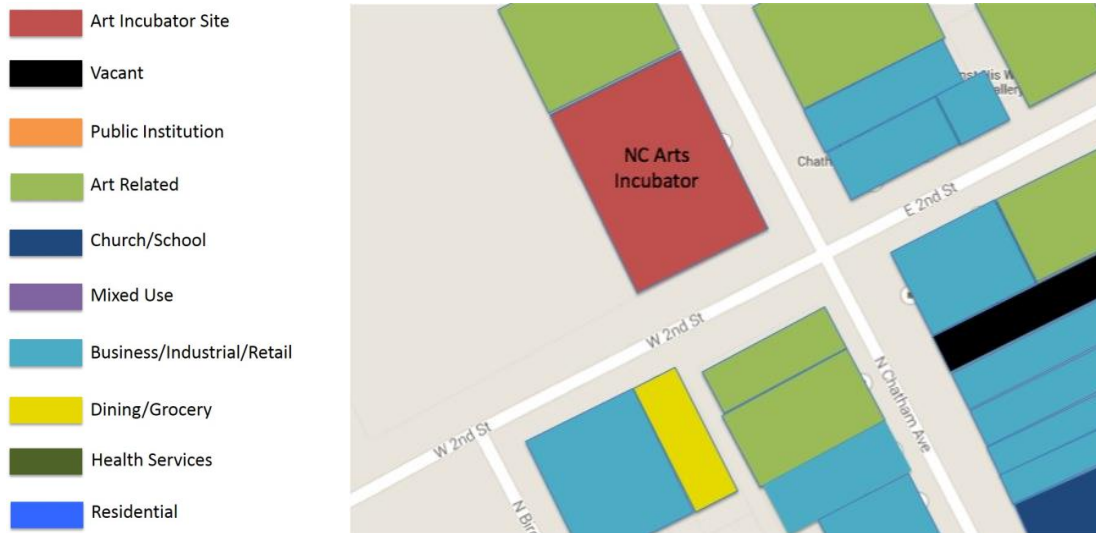 Art Incubator Site
Vacant
Public Institution
Art Related
Church/School
Mixed Use
Business/Industrial/Retail
Dining/Grocery
Health Services
Residential
NC Arts
Incubator
E 2nd St
W 2nd St
N Chatham Ave
W 2nd St